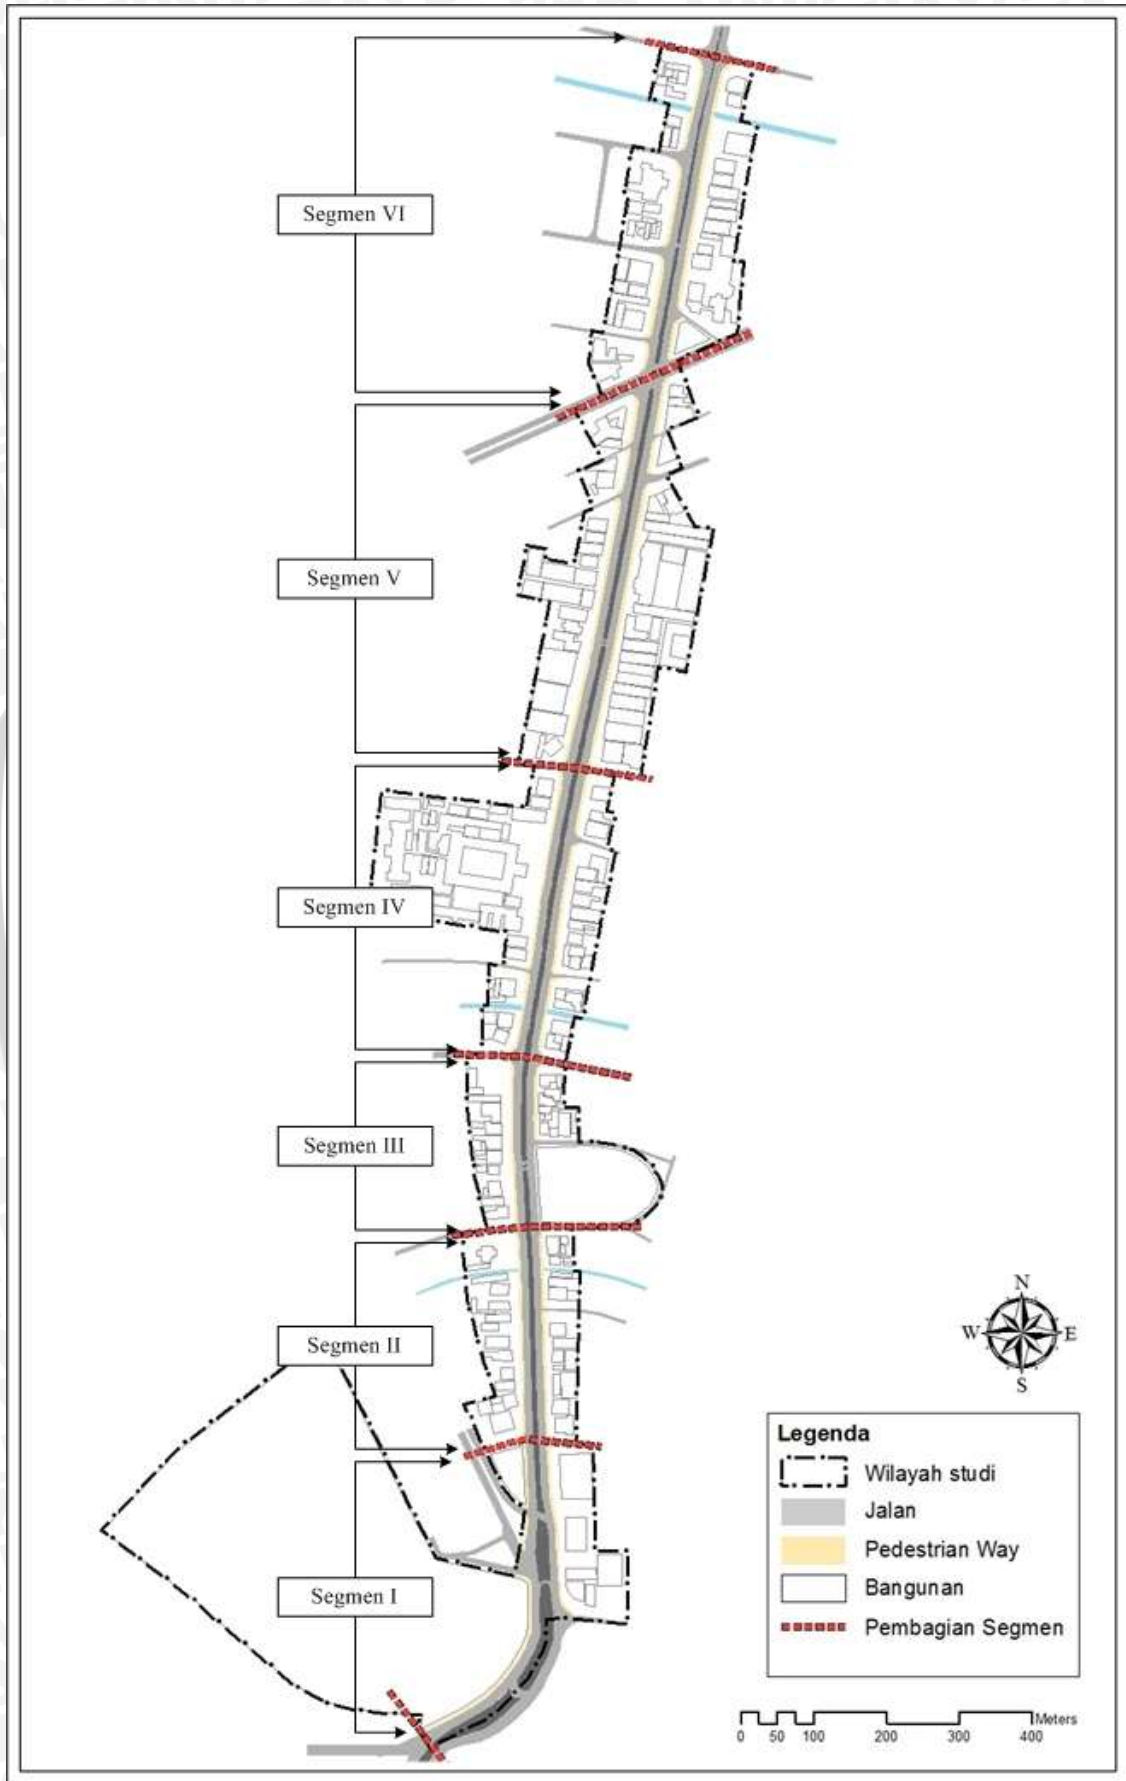 Segmen VI
Segmen V
Segmen IV
Segmen III
Segmen II
Segmen I
N
W
E
S
Legenda
Wilayah studi
Jalan
Pedestrian Way
Bangunan
Pembagian Segmen
Meters
0 50 100 200 300 400